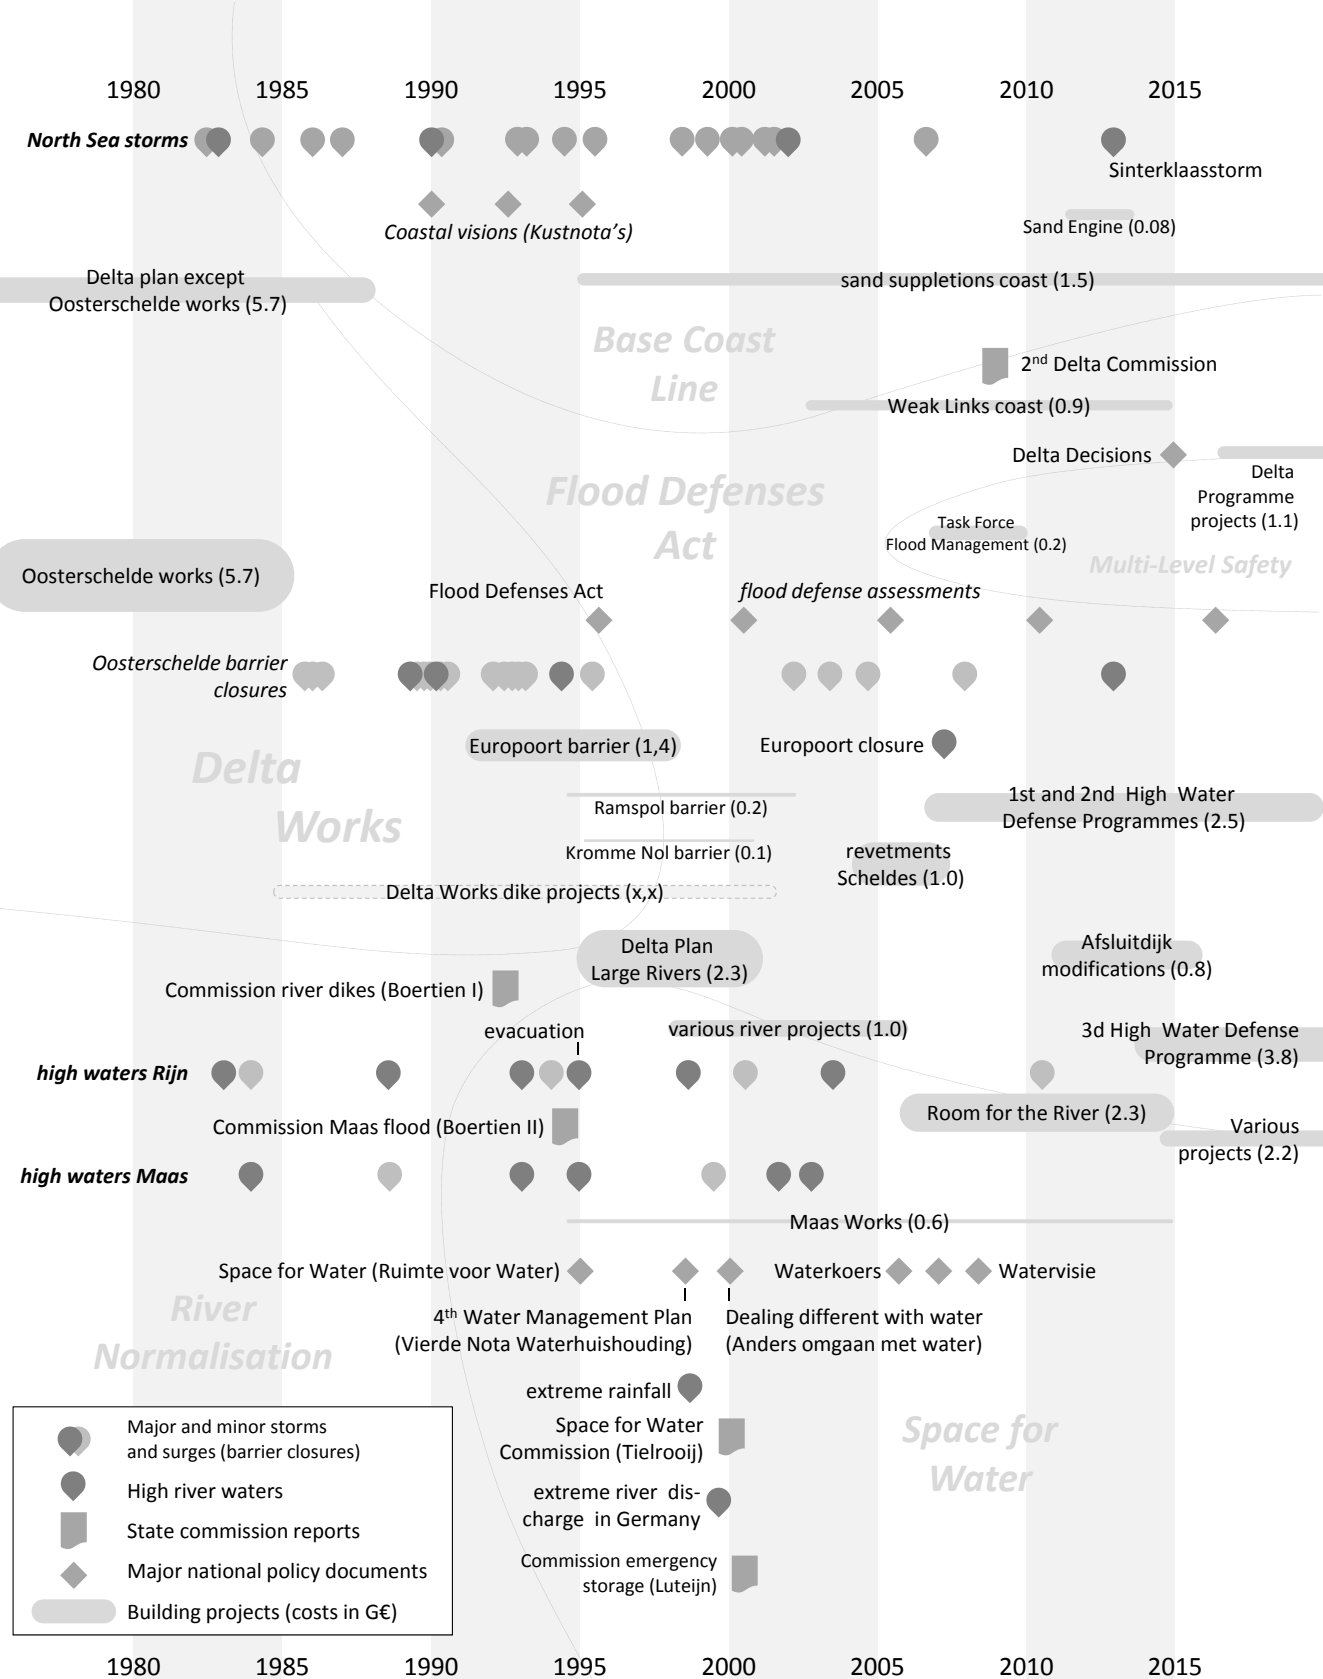 1980 1985 1990 1995 2000 2005 2010 2015
North Sea storms
Sinterklaasstorm
Coastal visions (Kustnota's)
Sand Engine (0.08)
Delta plan except
Oosterschelde works (5.7)
sand suppletions coast (1.5)
Base Coast
Line
2nd Delta Commission
Weak Links coast (0.9)
Delta Decisions
Delta
Programme
projects (1.1)
Flood Defenses
Act
Task Force
Flood Management (0.2)
Multi-Level Safety
Oosterschelde works (5.7)
Flood Defenses Act
flood defense assessments
Oosterschelde barrier
closures
Europoort barrier (1,4)
Europoort closure
Delta
Works
Ramspol barrier (0.2)
1st and 2nd High Water
Defense Programmes (2.5)
Kromme Nol barrier (0.1)
revetments
Scheldes (1.0)
Delta Works dike projects (x,x)
Delta Plan
Large Rivers (2.3)
Afsluitdijk
modifications (0.8)
Commission river dikes (Boertien I)
evacuation
various river projects (1.0)
3d High Water Defense
Programme (3.8)
high waters Rijn
Commission Maas flood (Boertien II)
Room for the River (2.3)
Various
projects (2.2)
high waters Maas
Maas Works (0.6)
Space for Water (Ruimte voor Water)
Waterkoers
Watervisie
4th Water Management Plan
(Vierde Nota Waterhuishouding)
Dealing different with water
(Anders omgaan met water)
River
Normalisation
extreme rainfall
Space for Water
Commission (Tielrooij)
Space for
Water
extreme river dis-
charge in Germany
Commission emergency
storage (Luteijn)
Major and minor storms
and surges (barrier closures)
High river waters
State commission reports
Major national policy documents
Building projects (costs in G€)
1980 1985 1990 1995 2000 2005 2010 2015